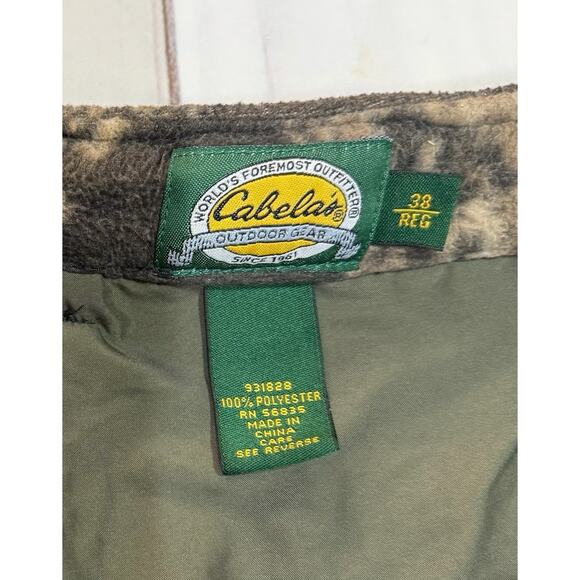 WORLD'S FOREMOST OUTFITTER®
Cabela's®
OUTDOOR GEAR
SINCE 1961
38
REG
931828
100% POLYESTER
RN 56835
MADE IN
CHINA
CARE
SEE REVERSE